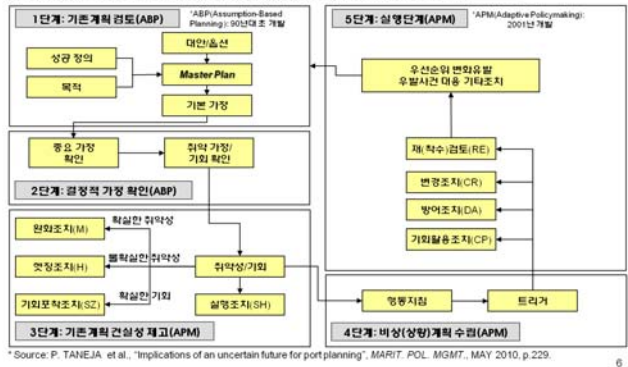 1단계: 기존계획 검토(ABP)
*ABP(Assumption-Based
Planning): 90년대 초 개발
대안/옵션
성공 정의
Master Plan
목적
기본 가정
중요 가정
확인
취약 가정/
기회 확인
2단계: 결정적 가정 확인(ABP)
확실한 취약성
완화조치(M)
불확실한 취약성
헷징조치(H)
취약성/기회
확실한 기회
기회포착조치(SZ)
실행조치(SH)
3단계: 기존계획 건실성 제고(APM)
5단계: 실행단계(APM)
*APM(Adaptive Policymaking):
2001년 개발
우선순위 변화유발
우발사건 대응 기타조치
재(착수)검토(RE)
변경조치(CR)
방어조치(DA)
기회활용조치(CP)
행동지침
트리거
4단계: 비상(상황)계획 수립(APM)
* Source: P. TANEJA et al., "Implications of an uncertain future for port planning", MARIT. POL. MGMT., MAY 2010, p.229.
6